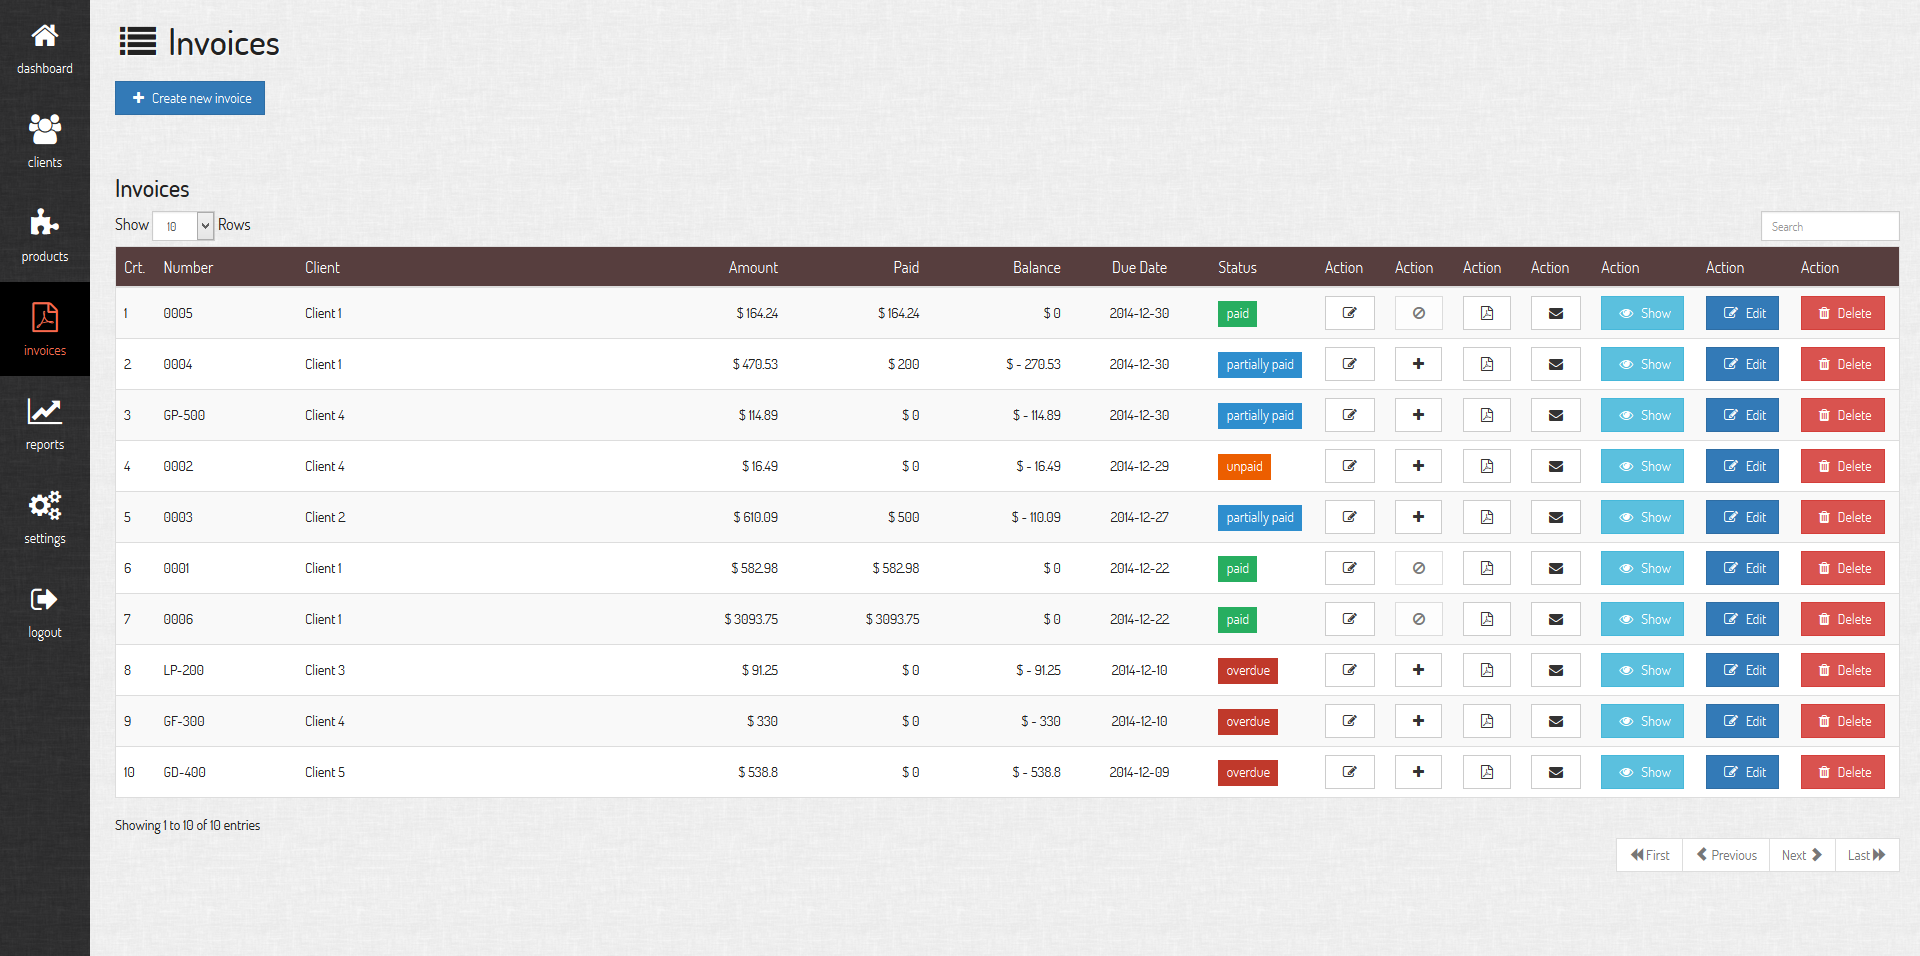 dashboard
clients
products
invoices
reports
settings
logout
Invoices
Create new invoice
Invoices
Show 10 Rows
Search
Crt. Number Client Amount Paid Balance Due Date Status Action Action Action Action Action Action Action
1 0005 Client 1 $ 164.24 $ 164.24 $ 0 2014-12-30 paid Show Edit Delete
2 0004 Client 1 $ 470.53 $ 200 $ - 270.53 2014-12-30 partially paid Show Edit Delete
3 GP-500 Client 4 $ 114.89 $ 0 $ - 114.89 2014-12-30 partially paid Show Edit Delete
4 0002 Client 4 $ 16.49 $ 0 $ - 16.49 2014-12-29 unpaid Show Edit Delete
5 0003 Client 2 $ 610.09 $ 500 $ - 110.09 2014-12-27 partially paid Show Edit Delete
6 0001 Client 1 $ 582.98 $ 582.98 $ 0 2014-12-22 paid Show Edit Delete
7 0006 Client 1 $ 3093.75 $ 3093.75 $ 0 2014-12-22 paid Show Edit Delete
8 LP-200 Client 3 $ 91.25 $ 0 $ - 91.25 2014-12-10 overdue Show Edit Delete
9 GF-300 Client 4 $ 330 $ 0 $ - 330 2014-12-10 overdue Show Edit Delete
10 GD-400 Client 5 $ 538.8 $ 0 $ - 538.8 2014-12-09 overdue Show Edit Delete
Showing 1 to 10 of 10 entries
First Previous Next Last